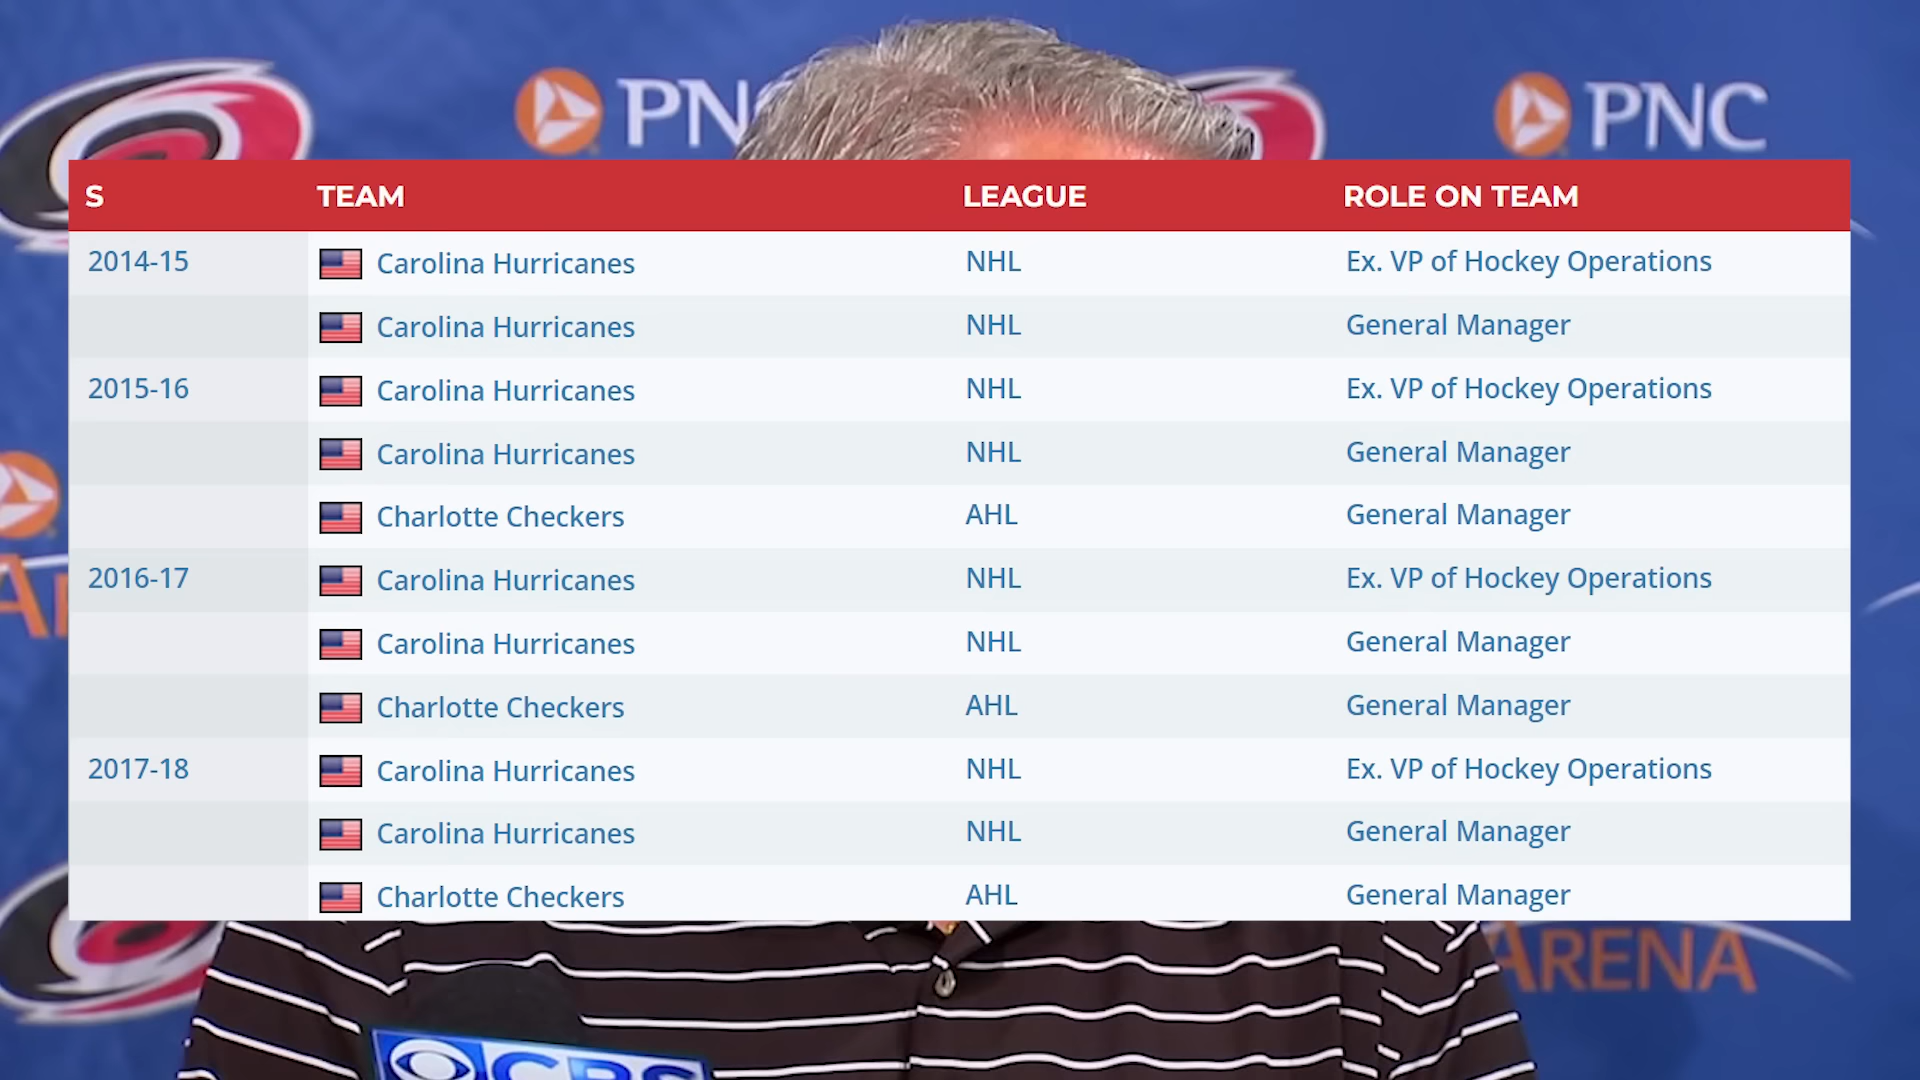 PNC
PNC
S TEAM LEAGUE ROLE ON TEAM
2014-15 Carolina Hurricanes NHL Ex. VP of Hockey Operations
Carolina Hurricanes NHL General Manager
2015-16 Carolina Hurricanes NHL Ex. VP of Hockey Operations
Carolina Hurricanes NHL General Manager
Charlotte Checkers AHL General Manager
2016-17 Carolina Hurricanes NHL Ex. VP of Hockey Operations
Carolina Hurricanes NHL General Manager
Charlotte Checkers AHL General Manager
2017-18 Carolina Hurricanes NHL Ex. VP of Hockey Operations
Carolina Hurricanes NHL General Manager
Charlotte Checkers AHL General Manager
ARENA
CBS